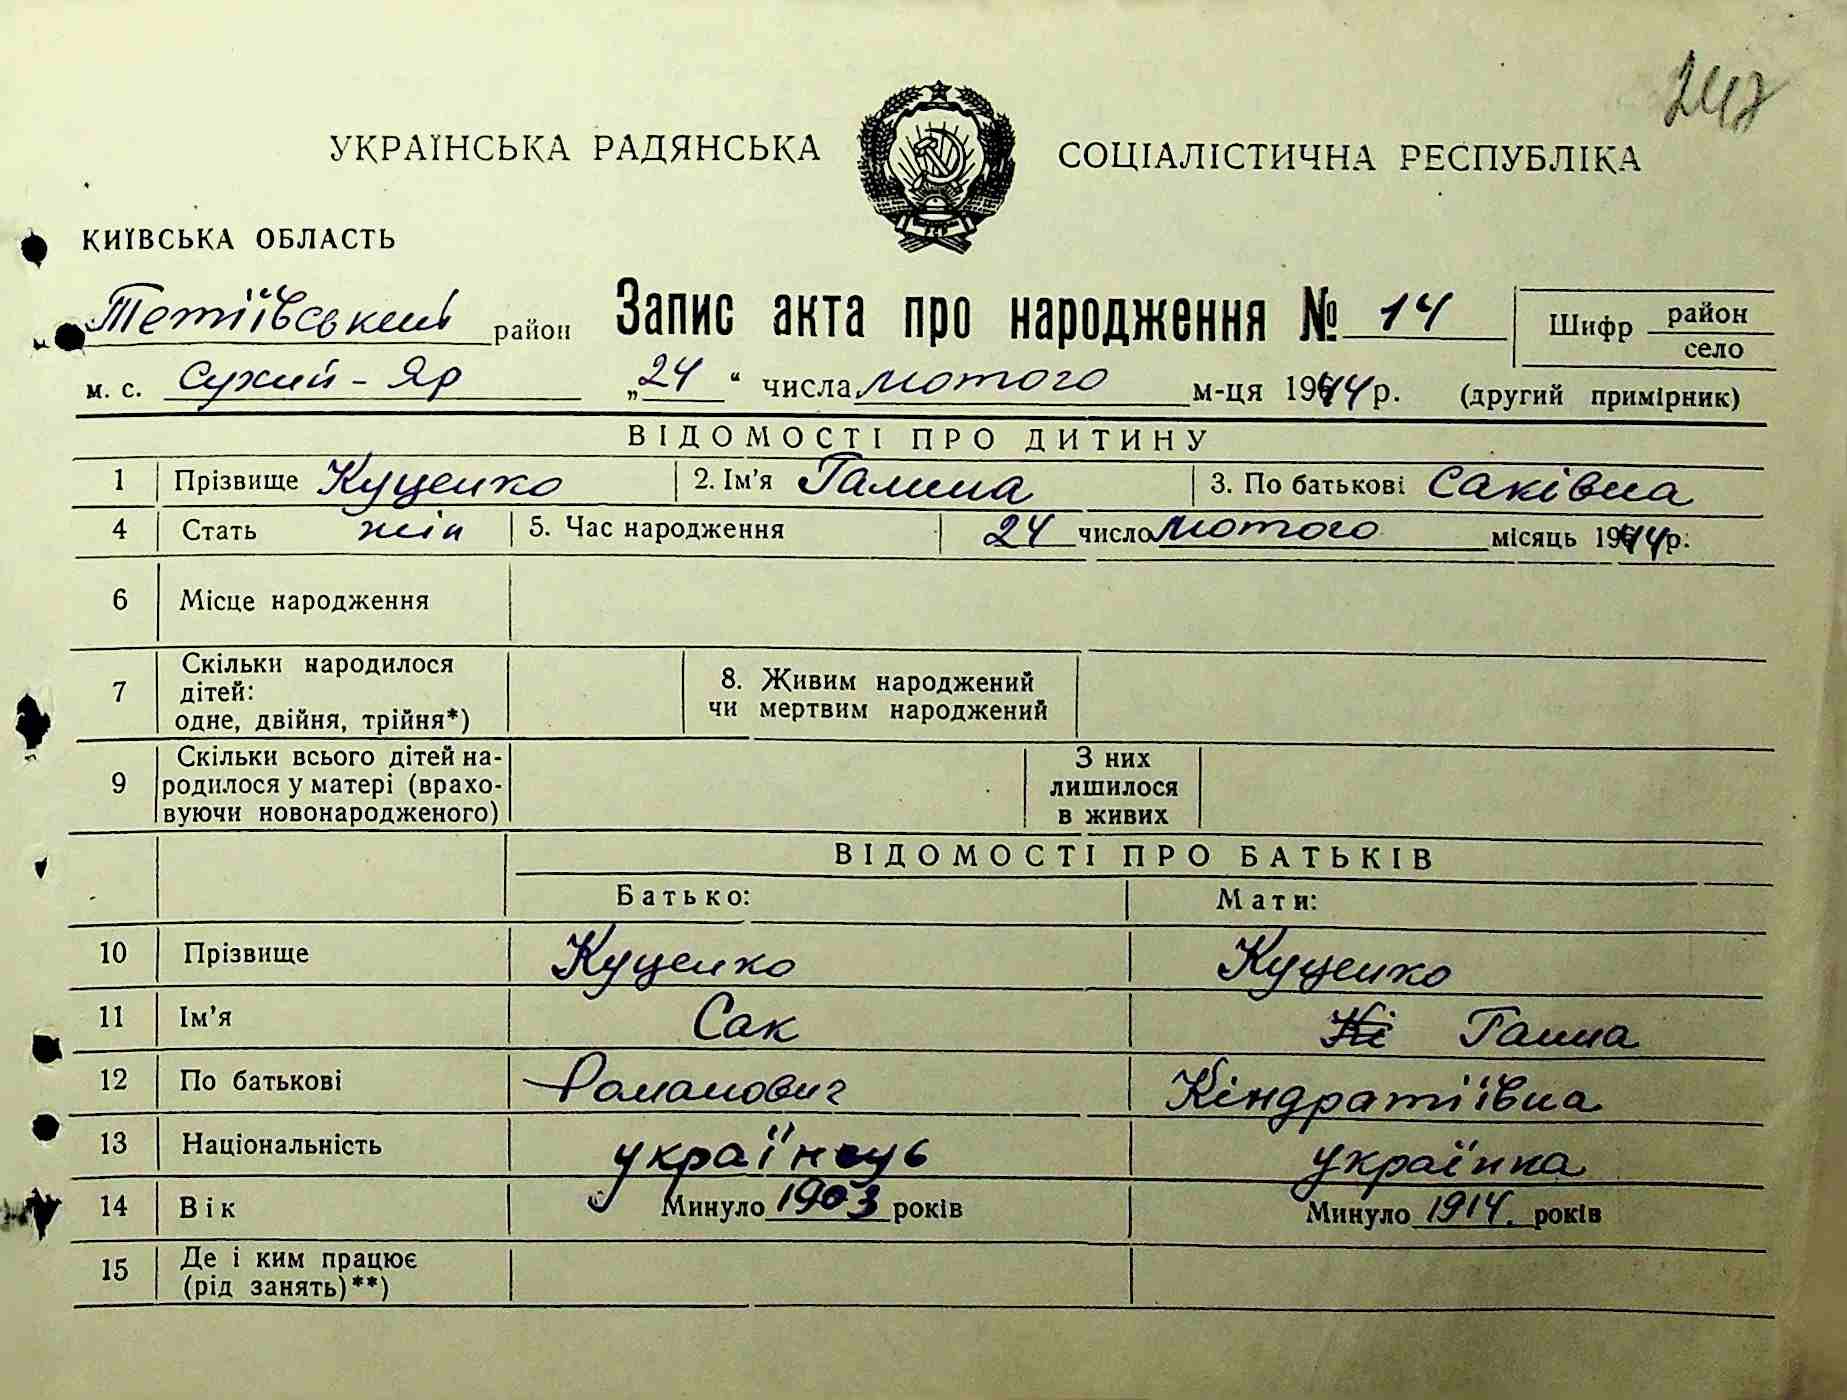 247
УКРАЇНСЬКА РАДЯНСЬКА СОЦІАЛІСТИЧНА РЕСПУБЛІКА
КИЇВСЬКА ОБЛАСТЬ
Тетіївський район Запис акта про народження № 14 Шифр район село
м. с. Сухий-Яр „24“ числа лютого м-ця 1944 р. (другий примірник)
ВІДОМОСТІ ПРО ДИТИНУ
1 Прізвище Куценко 2. Ім'я Галина 3. По батькові Саківна
4 Стать жін 5. Час народження 24 число лютого місяць 1944 р.
6 Місце народження
7 Скільки народилося дітей: одне, двійня, трійня*) 8. Живим народжений чи мертвим народжений
9 Скільки всього дітей народилося у матері (враховуючи новонародженого) З них лишилося в живих
ВІДОМОСТІ ПРО БАТЬКІВ
Батько: Мати:
10 Прізвище Куценко Куценко
11 Ім'я Сак Кі Ганна
12 По батькові Романович Кіндратіївна
13 Національність українець українка
14 Вік Минуло 1903 років Минуло 1914. років
15 Де і ким працює (рід занять)**)